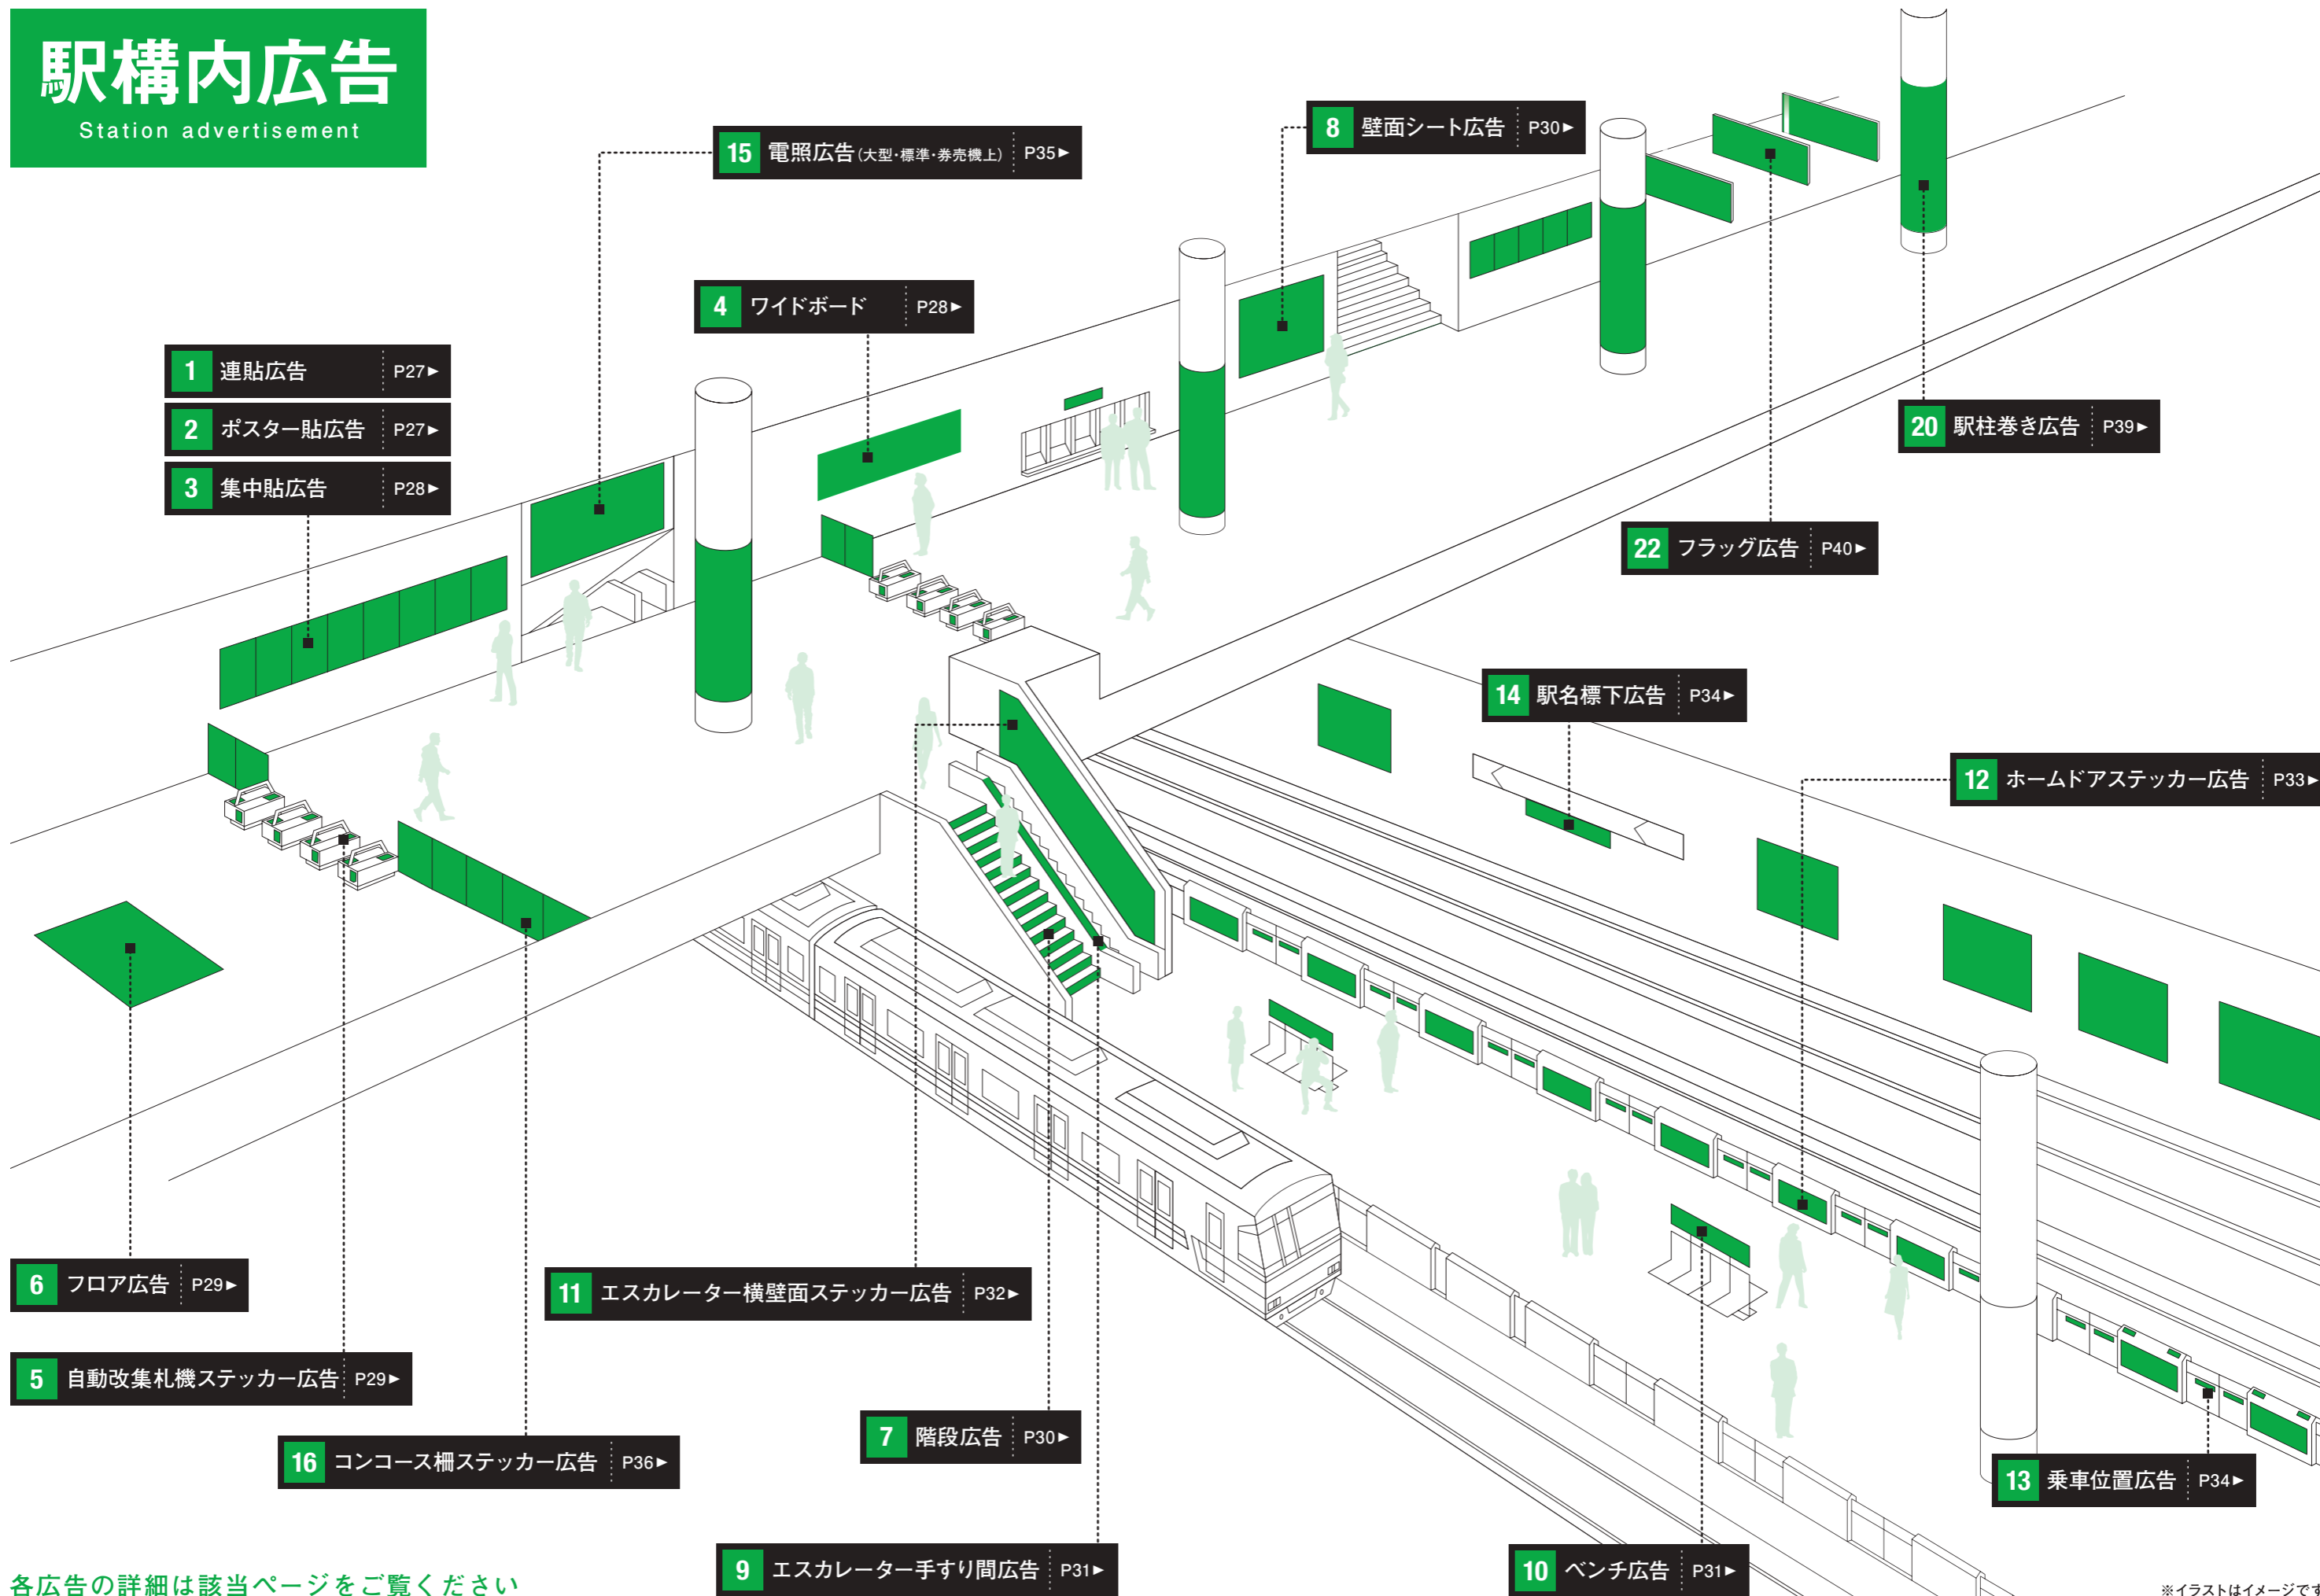 駅構内広告
Station advertisement
15 電照広告(大型・標準・券売機上) P35▶
8 壁面シート広告 P30▶
4 ワイドボード P28▶
1 連貼広告 P27▶
2 ポスター貼広告 P27▶
3 集中貼広告 P28▶
20 駅柱巻き広告 P39▶
22 フラッグ広告 P40▶
14 駅名標下広告 P34▶
12 ホームドアステッカー広告 P33▶
6 フロア広告 P29▶
11 エスカレーター横壁面ステッカー広告 P32▶
5 自動改集札機ステッカー広告 P29▶
7 階段広告 P30▶
16 コンコース柵ステッカー広告 P36▶
13 乗車位置広告 P34▶
9 エスカレーター手すり間広告 P31▶
10 ベンチ広告 P31▶
各広告の詳細は該当ページをご覧ください
※イラストはイメージです